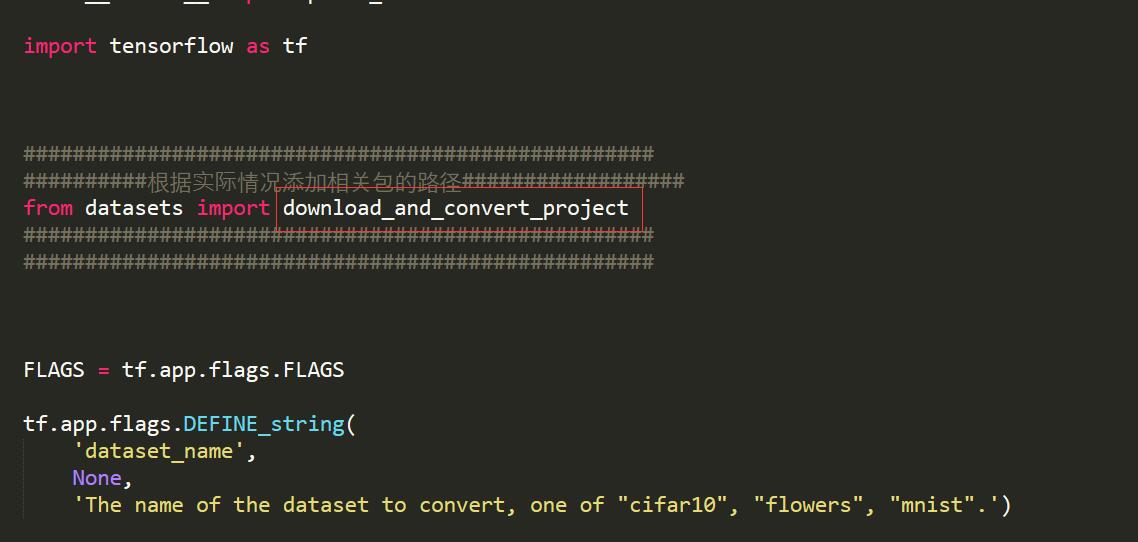 import tensorflow as tf
###################################################
##########根据实际情况添加相关包的路径##################
from datasets import download_and_convert_project
###################################################
###################################################
FLAGS = tf.app.flags.FLAGS
tf.app.flags.DEFINE_string(
'dataset_name',
None,
'The name of the dataset to convert, one of "cifar10", "flowers", "mnist".')